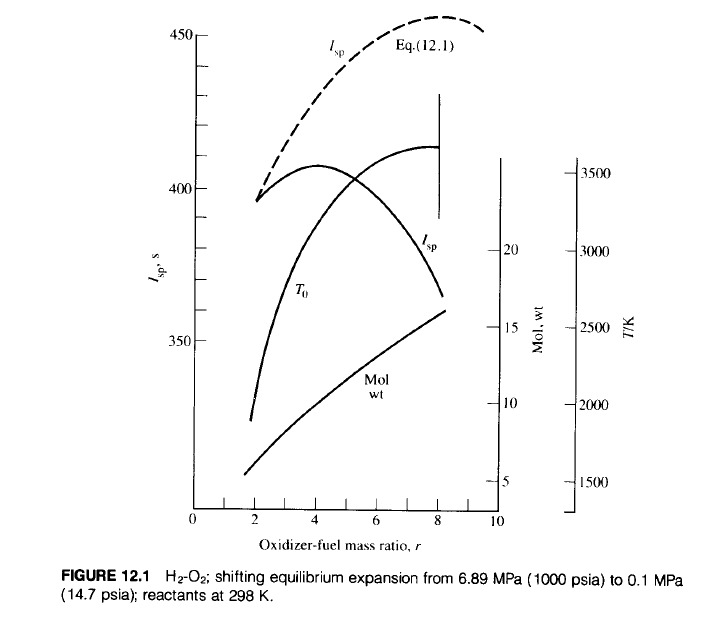 450
400
350
I_sp, s
I_sp
Eq.(12.1)
I_sp
T_0
Mol
wt
20
15
10
5
Mol, wt
3500
3000
2500
2000
1500
T/K
0
2
4
6
8
10
Oxidizer-fuel mass ratio, r
FIGURE 12.1 H₂-O₂; shifting equilibrium expansion from 6.89 MPa (1000 psia) to 0.1 MPa
(14.7 psia); reactants at 298 K.